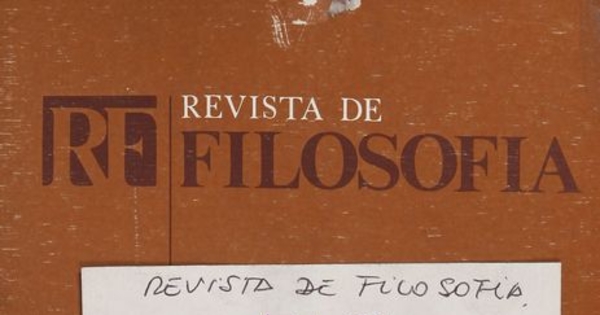 RF
REVISTA DE
FILOSOFIA
REVISTA DE FILOSOFIA.